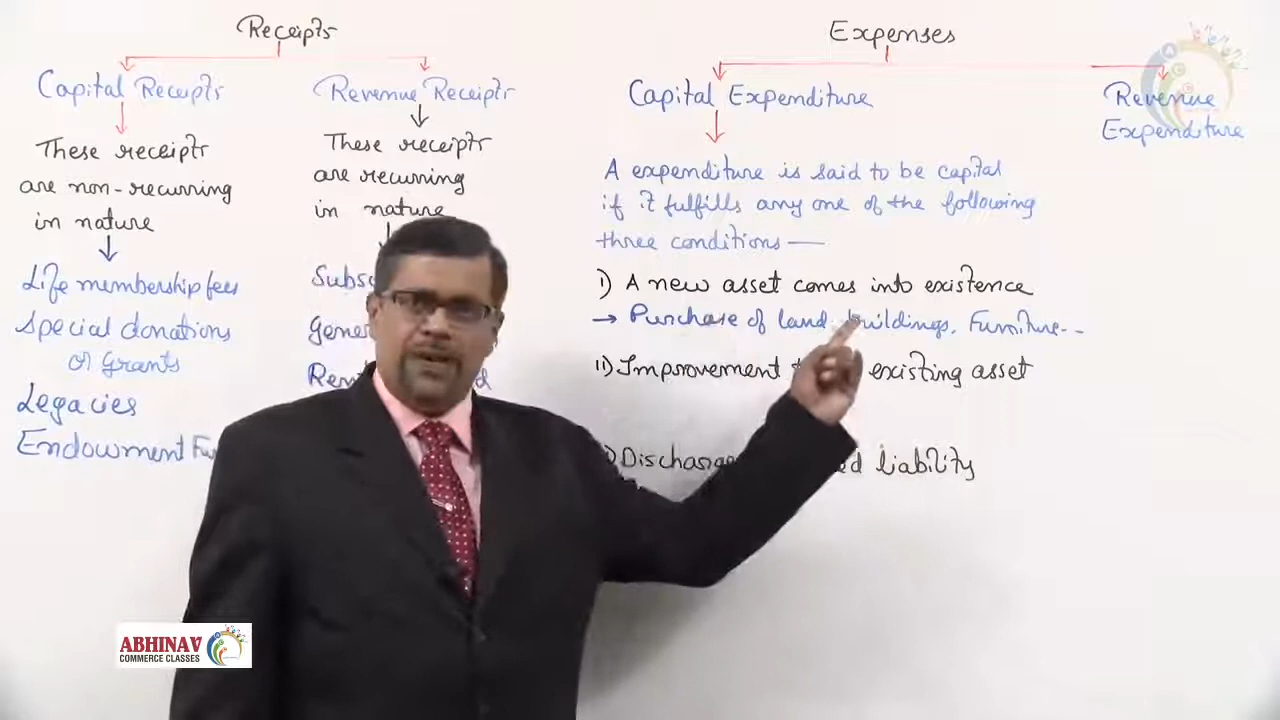 Receipts
Capital Receipts
These receipts
are non-recurring
in nature
Life membership fees
Special donations
or Grants
Legacies
Endowment
Revenue Receipts
These receipts
are recurring
in nature
Expenses
Capital Expenditure
A expenditure is said to be capital
if it fulfills any one of the following
three conditions —
i) A new asset comes into existence
→ Purchase of land, buildings, Furniture--
ii) Improvement existing asset
liability
Revenue
Expenditure
ABHINAV
COMMERCE CLASSES